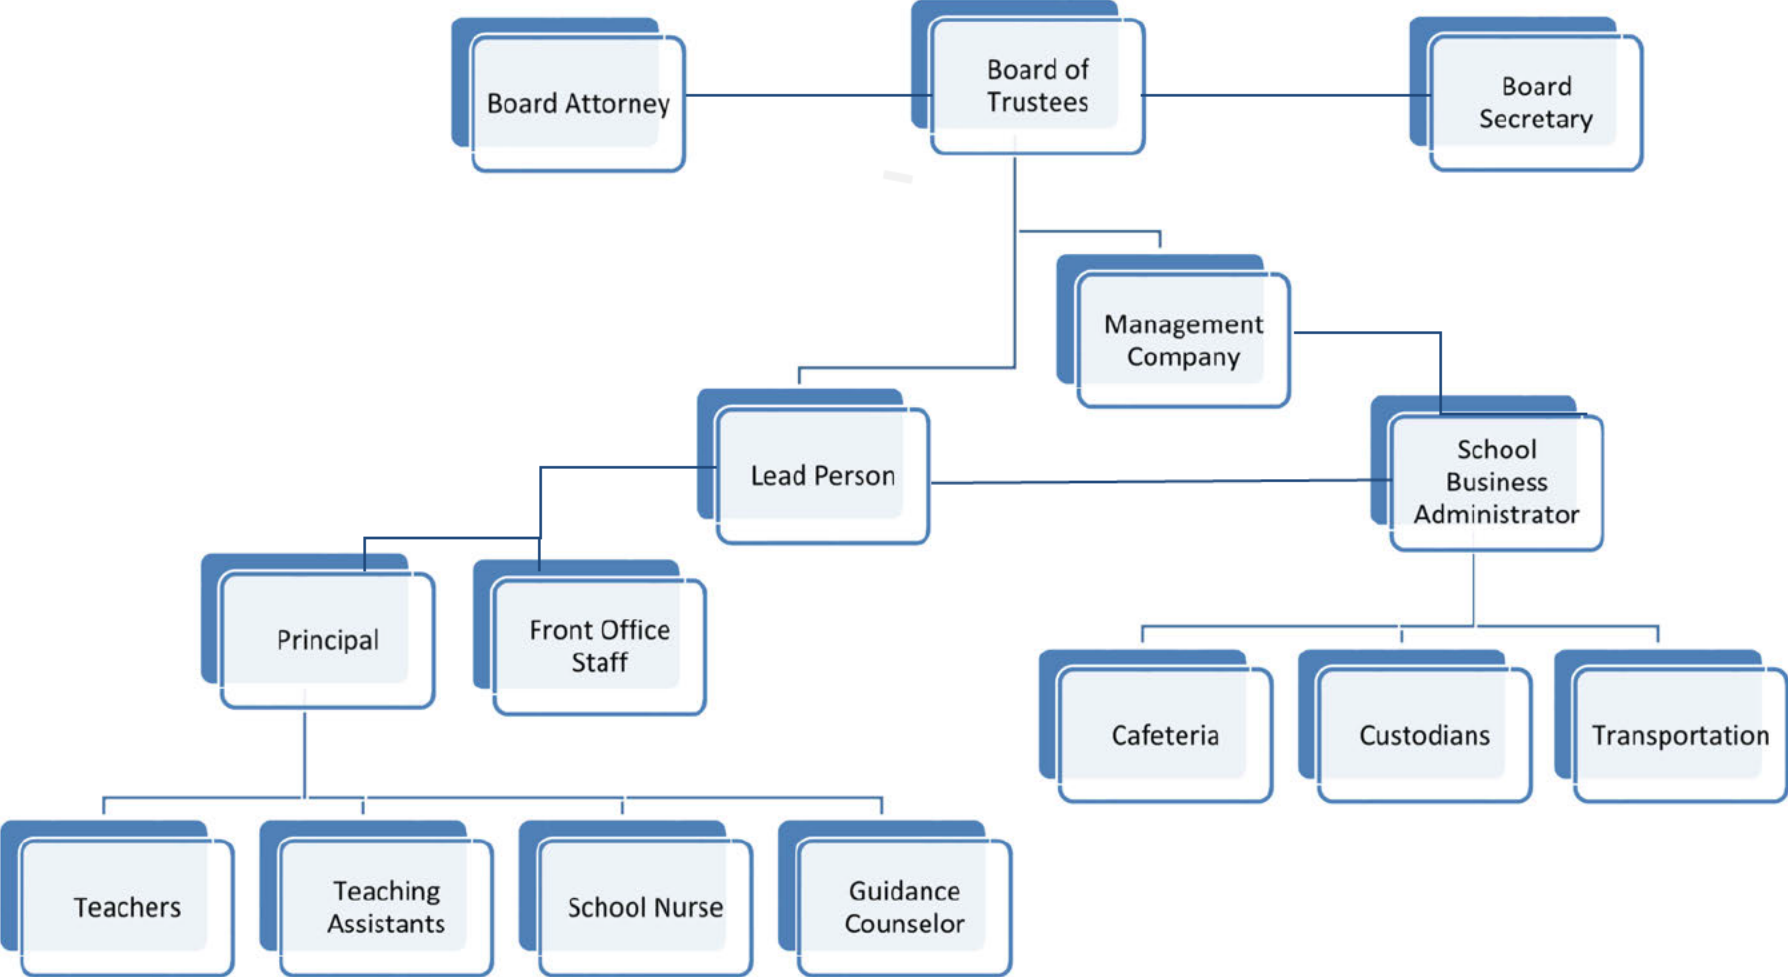 Board Attorney
Board of
Trustees
Board
Secretary
Management
Company
Lead Person
School
Business
Administrator
Principal
Front Office
Staff
Cafeteria
Custodians
Transportation
Teachers
Teaching
Assistants
School Nurse
Guidance
Counselor